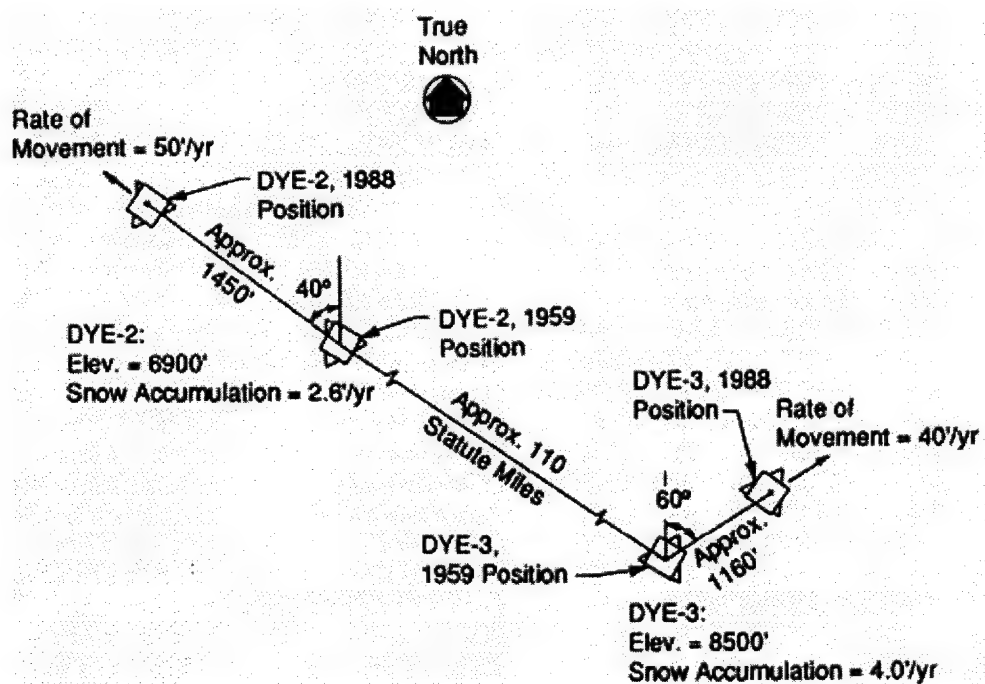 True
North
Rate of
Movement = 50'/yr
DYE-2, 1988
Position
Approx.
1450'
40°
DYE-2, 1959
Position
DYE-2:
Elev. = 6900'
Snow Accumulation = 2.6'/yr
Approx. 110
Statute Miles
DYE-3, 1988
Position
Rate of
Movement = 40'/yr
60°
DYE-3,
1959 Position
Approx.
1160'
DYE-3:
Elev. = 8500'
Snow Accumulation = 4.0'/yr